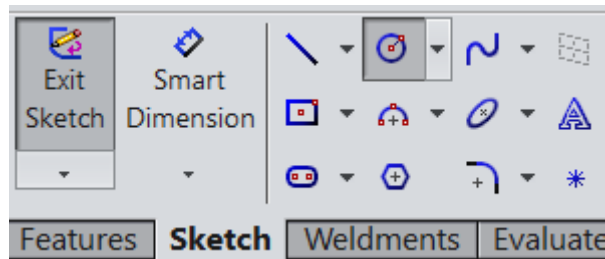 Exit
Sketch
Smart
Dimension
Features
Sketch
Weldments
Evaluate